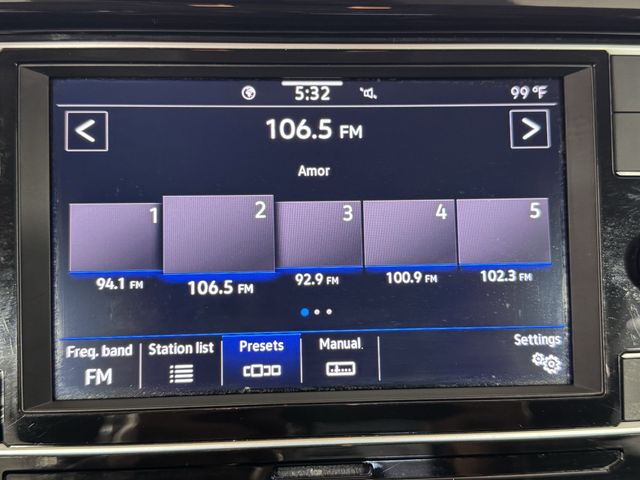 5:32
99 °F
106.5 FM
Amor
1 2 3 4 5
94.1 FM 106.5 FM 92.9 FM 100.9 FM 102.3 FM
Freq. band Station list Presets Manual Settings
FM